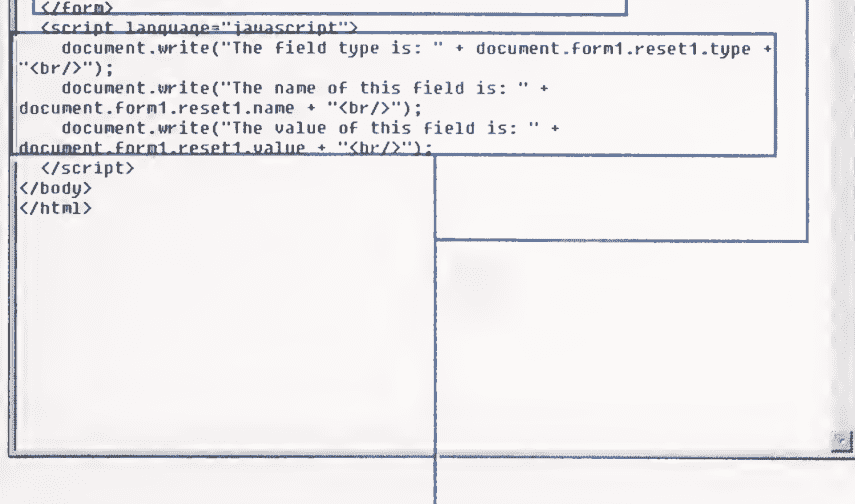 </form>
<script language="javascript">
document.write("The field type is: " + document.form1.reset1.type +
"<br/>");
document.write("The name of this field is: " +
document.form1.reset1.name + "<br/>");
document.write("The value of this field is: " +
document.form1.reset1.value + "<br/>");
</script>
</body>
</html>